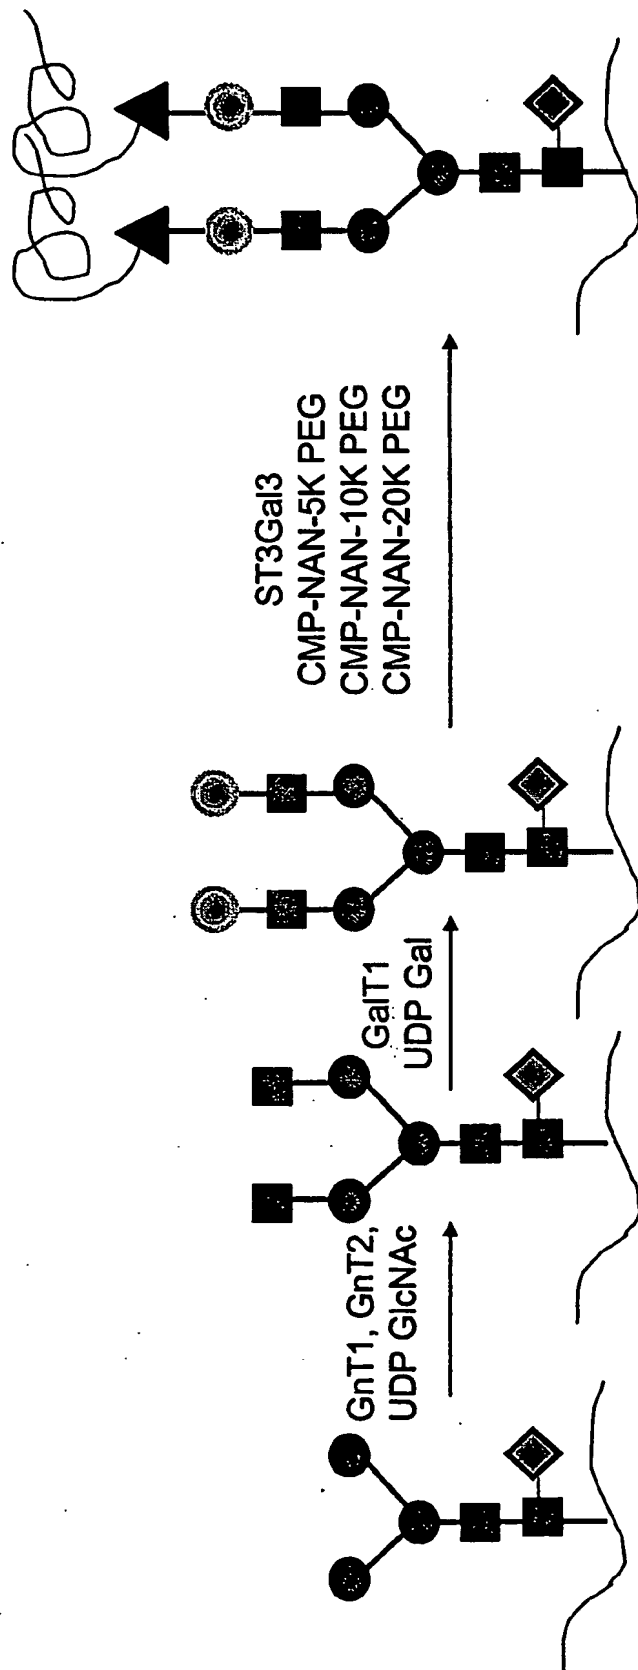 GnT1, GnT2,
UDP GlcNAc
GalT1
UDP Gal
ST3Gal3
CMP-NAN-5K PEG
CMP-NAN-10K PEG
CMP-NAN-20K PEG